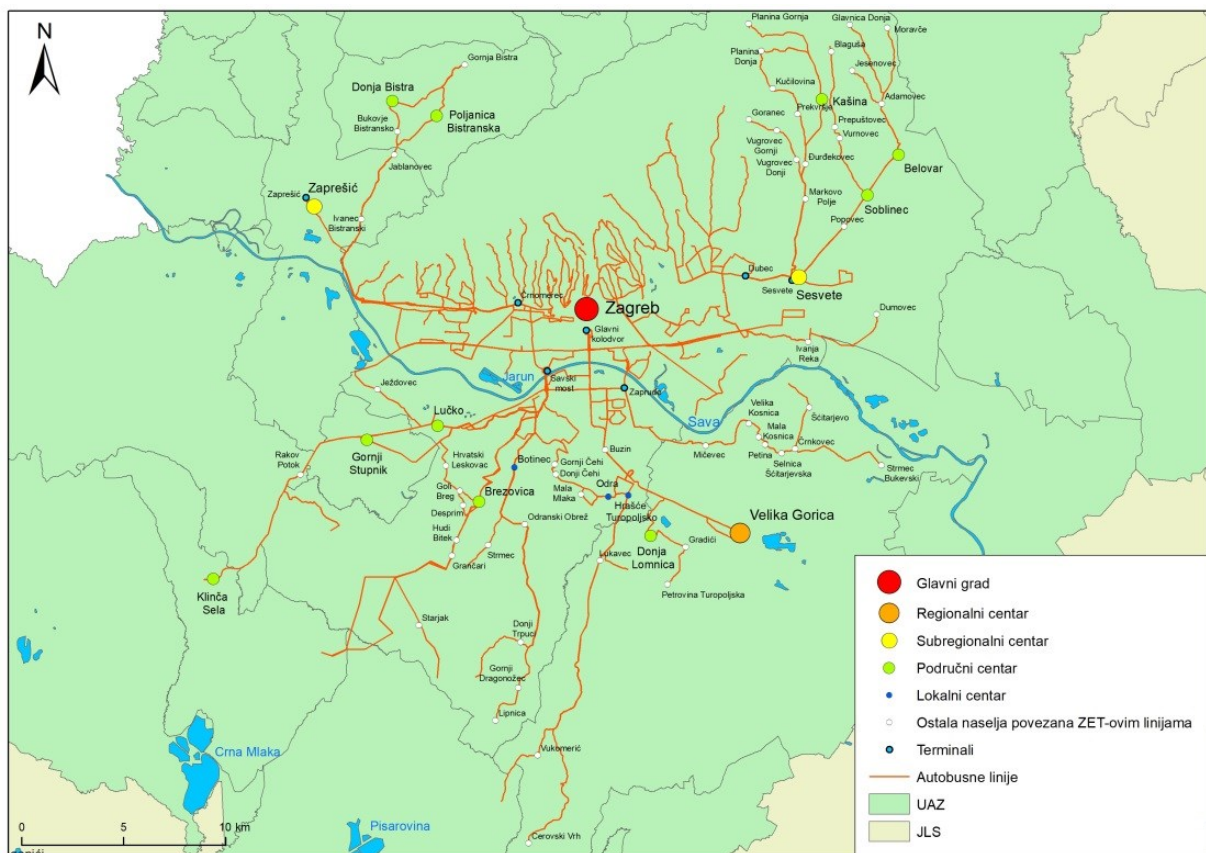 N
Planina Gornja
Glavnica Donja
Moravče
Gornja Bistra
Planina
Donja
Blaguša
Jesenovec
Donja Bistra
Kučilovina
Kašina
Adamovec
Poljanica
Bistranska
Bukovje
Bistransko
Goranec
Prekvršje
Prepuštovec
Vurnovec
Vugrovec
Gornji
Vugrovec
Donji
Đurđekovec
Belovar
Jablanovec
Zaprešić
Zaprešić
Ivanec
Bistranski
Markovo
Polje
Soblinec
Popovec
Dubec
Sesvete
Sesvete
Črnomerec
Zagreb
Glavni
kolodvor
Dumovec
Ivanja
Reka
Jarun
Savski
most
Zapruđe
Ježdovec
Sava
Velika
Kosnica
Ščitarjevo
Mala
Kosnica
Črnkovec
Petina
Mičevec
Selnica
Ščitarjevska
Strmec
Bukevski
Lučko
Gornji
Stupnik
Rakov
Potok
Hrvatski
Leskovac
Botinec
Buzin
Gornji Čehi
Donji Čehi
Mala
Mlaka
Odra
Goli
Breg
Brezovica
Desprim
Hrašće
Turopoljsko
Velika Gorica
Hudi
Bitek
Odranski Obrež
Strmec
Grančari
Lukavec
Donja
Lomnica
Gradići
Petrovina Turopoljska
Klinča
Sela
Starjak
Donji
Trpuci
Gornji
Dragonožec
Lipnica
Vukomerić
Cerovski Vrh
Crna Mlaka
Pisarovina
0 5 10 km
Glavni grad
Regionalni centar
Subregionalni centar
Područni centar
Lokalni centar
Ostala naselja povezana ZET-ovim linijama
Terminali
Autobusne linije
UAZ
JLS